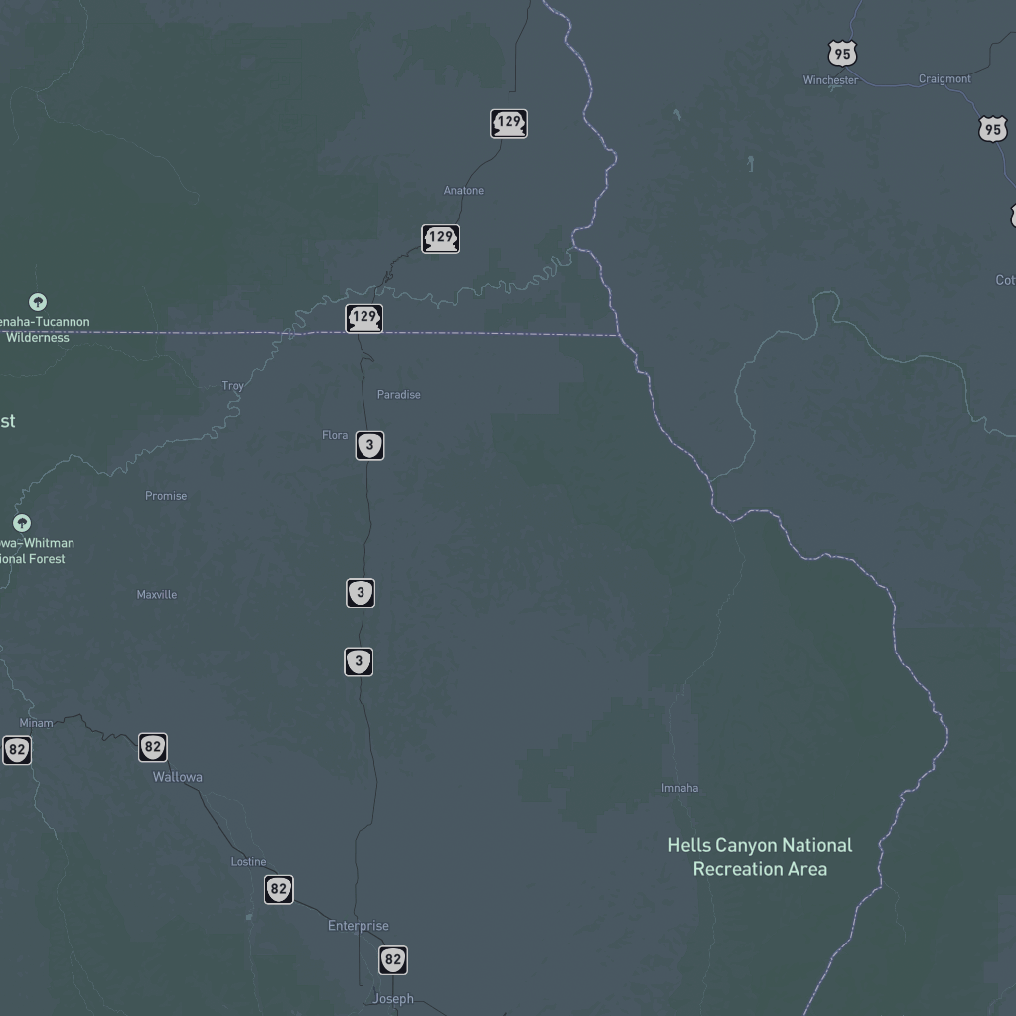 95
Winchester
Craigmont
129
95
Anatone
129
Cot
enaha-Tucannon
Wilderness
129
Troy
Paradise
st
Flora
3
Promise
owa-Whitman
ional Forest
Maxville
3
3
Minam
82
82
Wallowa
Imnaha
Hells Canyon National
Recreation Area
Lostine
82
Enterprise
82
Joseph